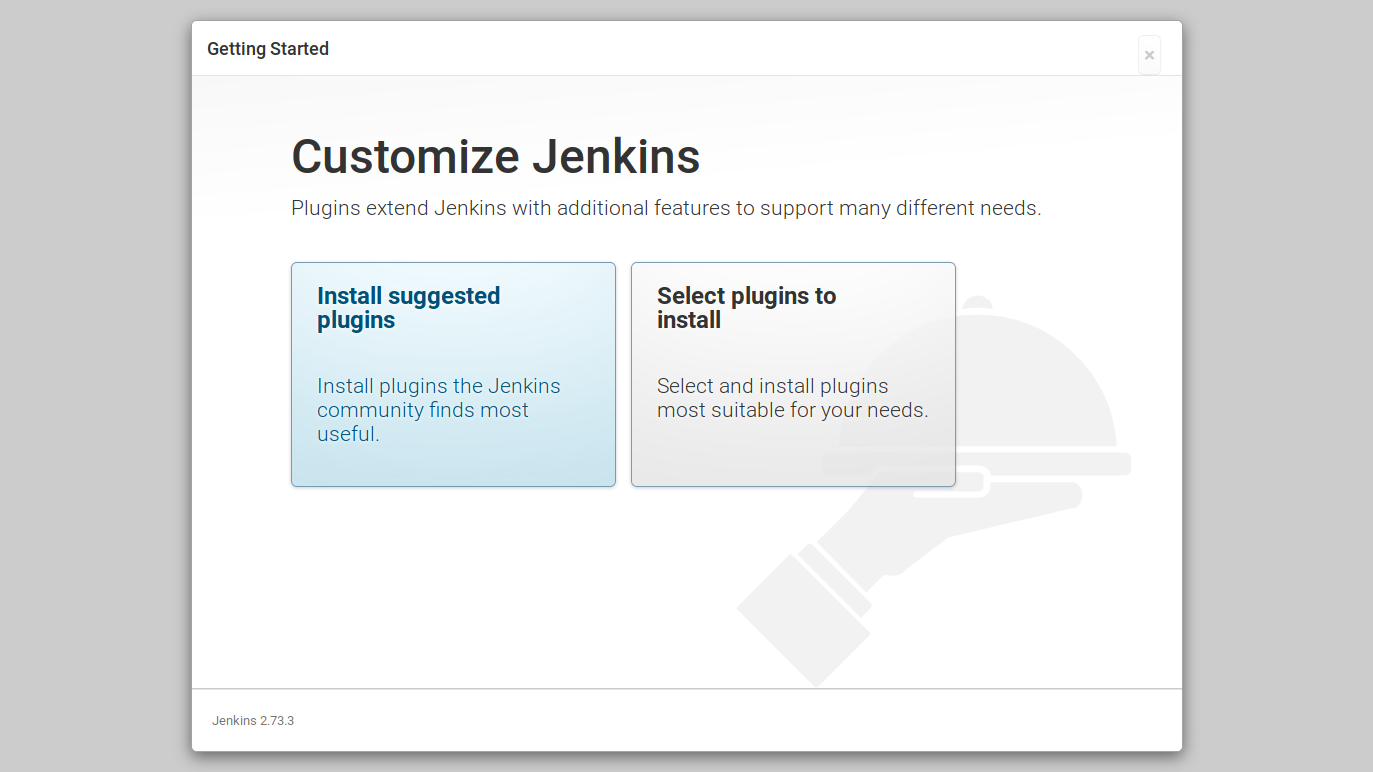 Getting Started
×
Customize Jenkins
Plugins extend Jenkins with additional features to support many different needs.
Install suggested
plugins
Install plugins the Jenkins
community finds most
useful.
Select plugins to
install
Select and install plugins
most suitable for your needs.
Jenkins 2.73.3